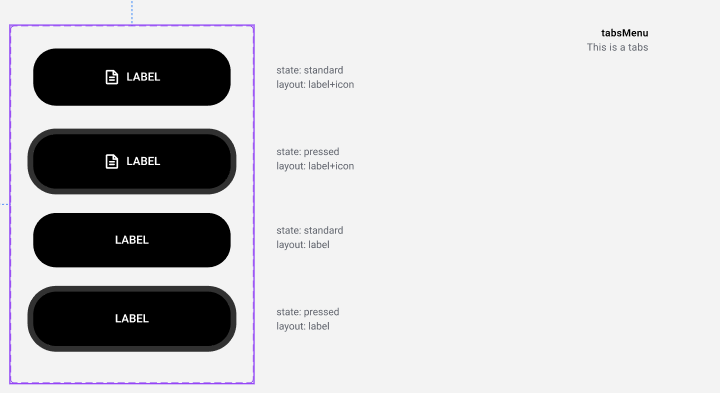 tabsMenu
This is a tabs
LABEL
state: standard
layout: label+icon
LABEL
state: pressed
layout: label+icon
LABEL
state: standard
layout: label
LABEL
state: pressed
layout: label